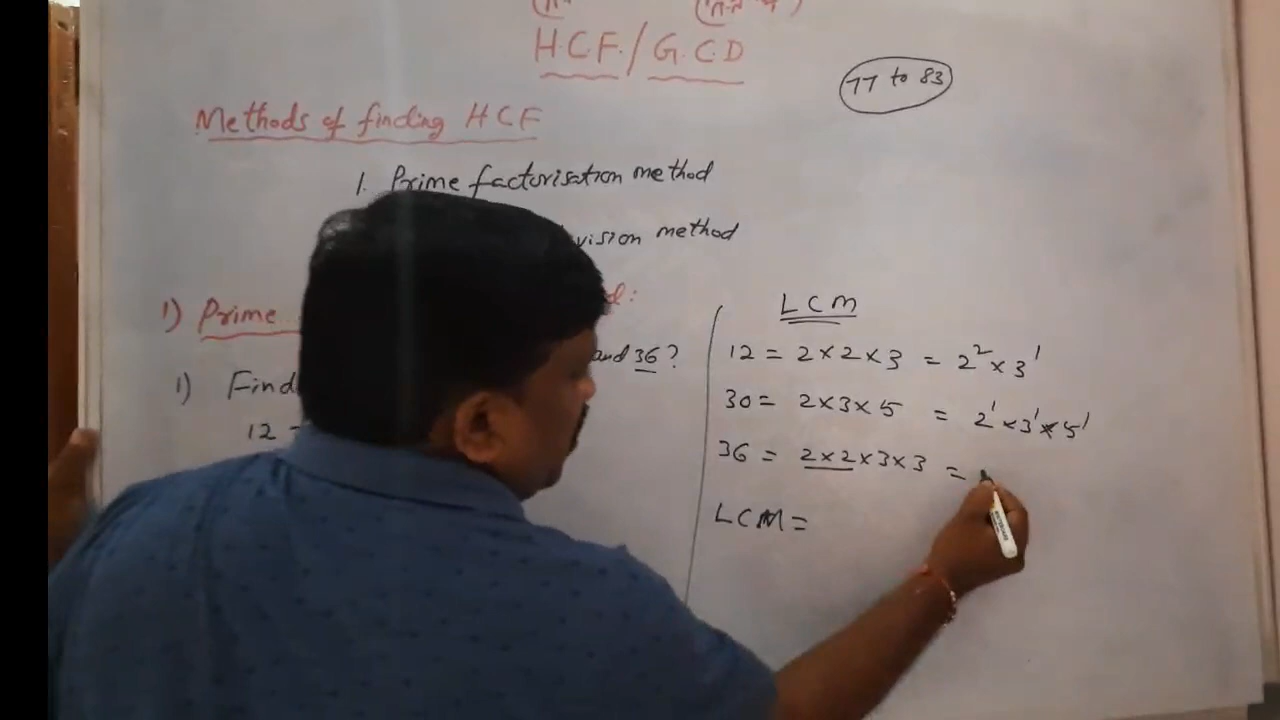 H.C.F. / G.C.D
77 to 83
Methods of finding HCF
1. Prime factorisation method
vision method
1) Prime
d:
LCM
and 36?
12 = 2×2×3 = 2² × 3¹
1) Find
30 = 2×3×5 = 2¹ × 3¹ × 5¹
12 =
36 = 2×2×3×3 =
LCM =